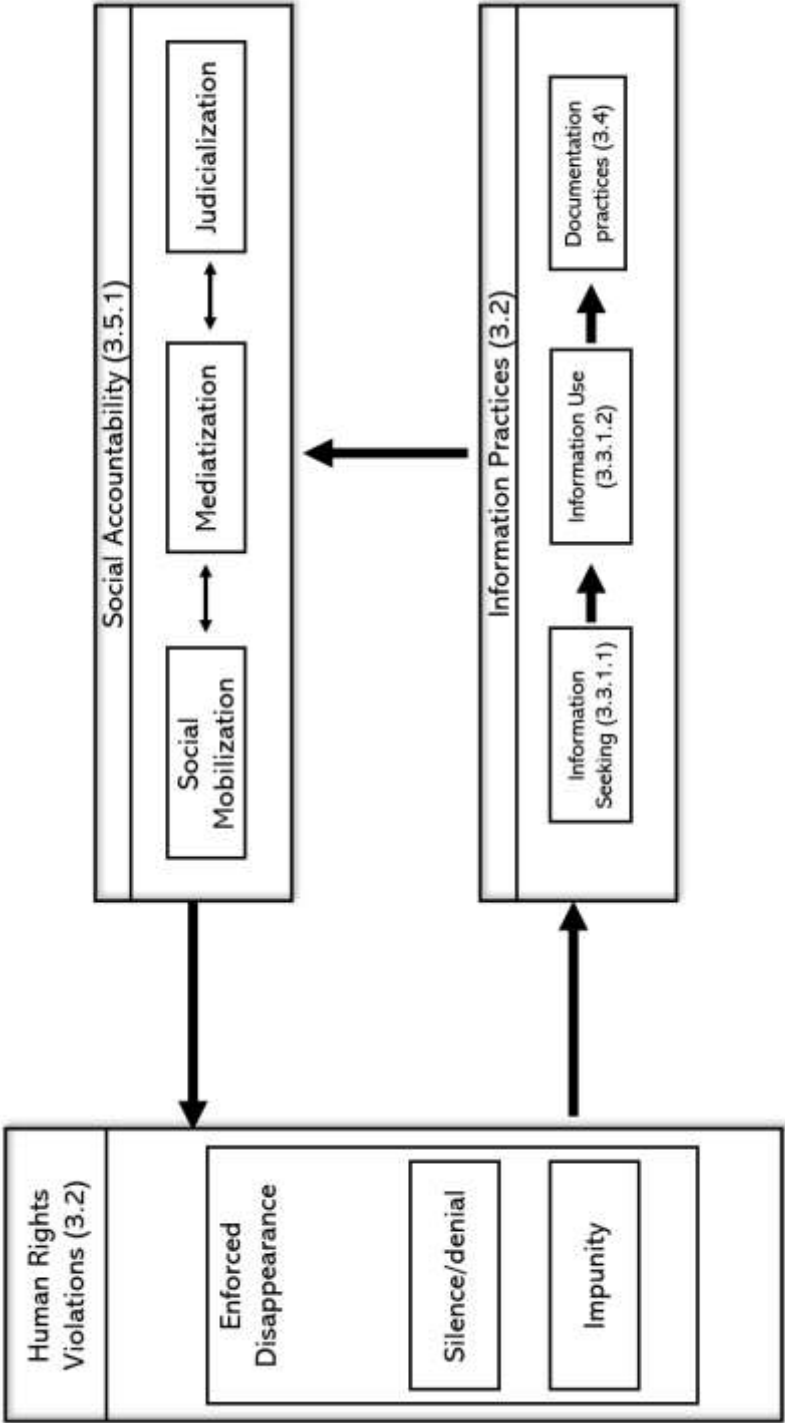 Human Rights
Violations (3.2)
Enforced
Disappearance
Silence/denial
Impunity
Social Accountability (3.5.1)
Social
Mobilization
Mediatization
Judicialization
Information Practices (3.2)
Information
Seeking (3.3.1.1)
Information Use
(3.3.1.2)
Documentation
practices (3.4)